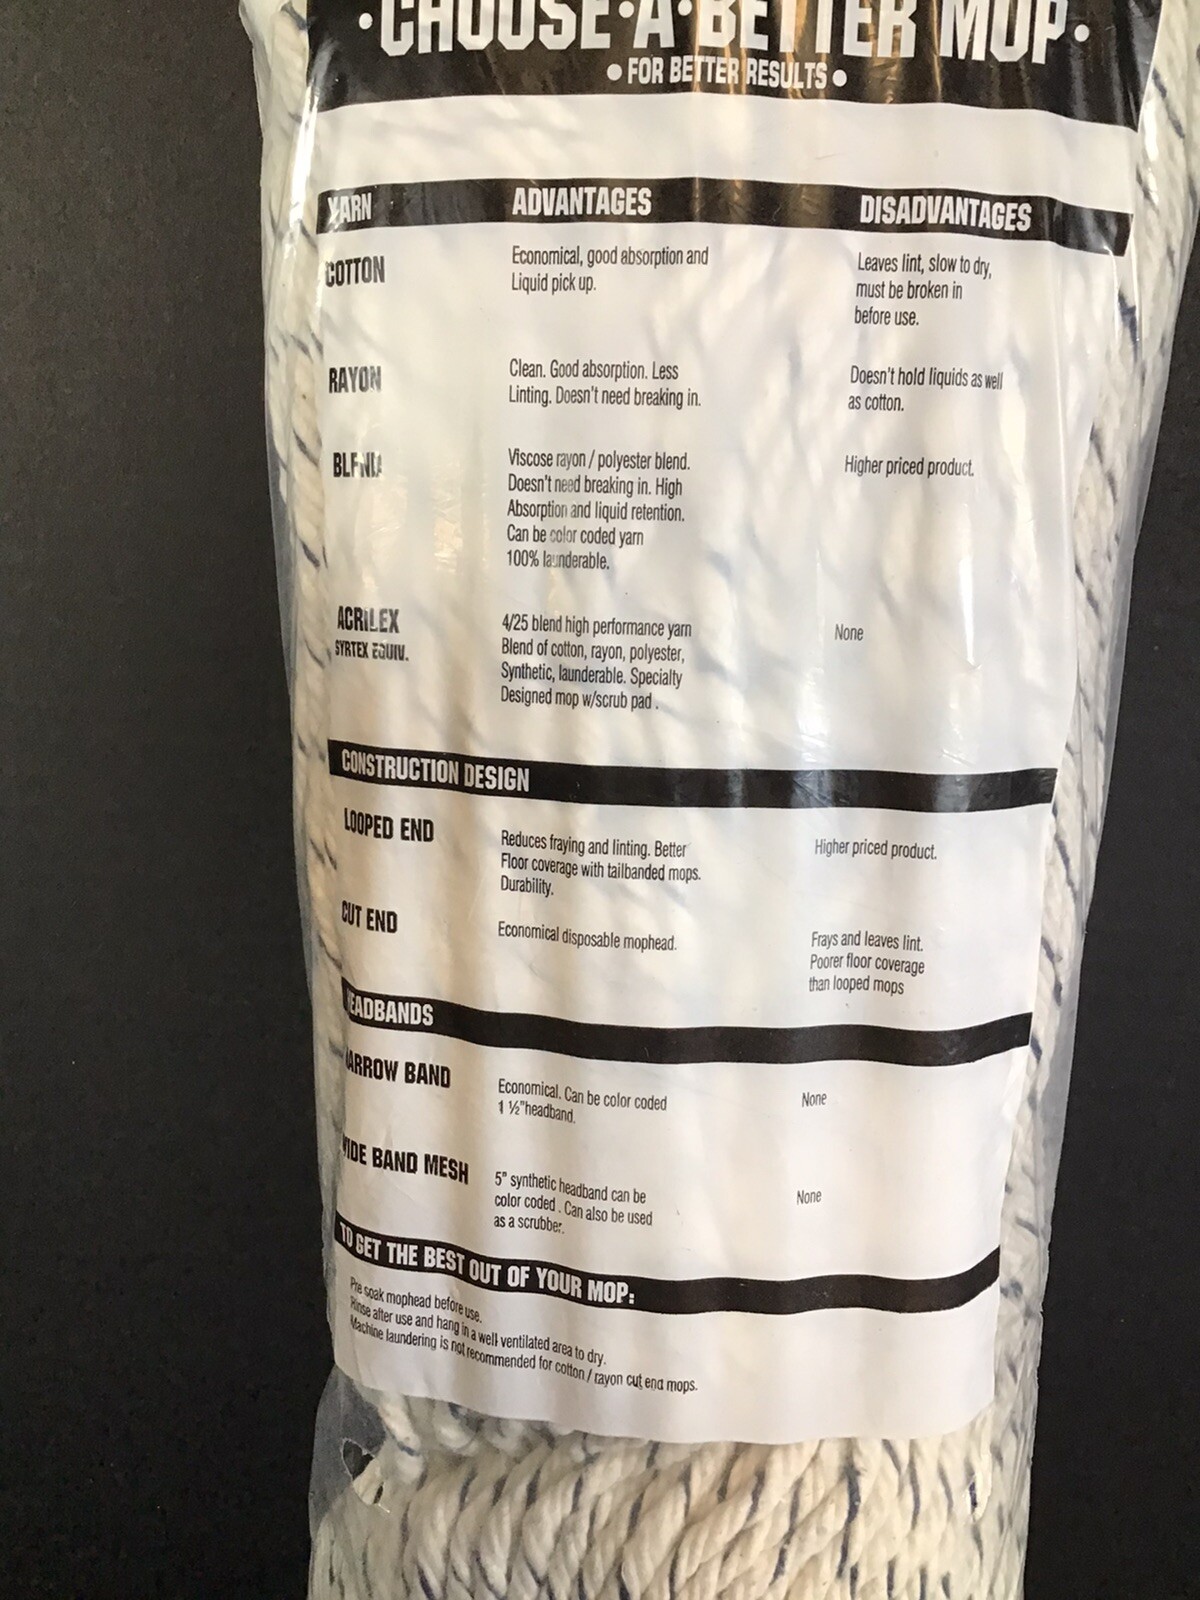 ·CHOOSE·A·BETTER MOP·
• FOR BETTER RESULTS •
YARN ADVANTAGES DISADVANTAGES
COTTON
Economical, good absorption and
Liquid pick up.
Leaves lint, slow to dry,
must be broken in
before use.
RAYON
Clean. Good absorption. Less
Linting. Doesn't need breaking in.
Doesn't hold liquids as well
as cotton.
BLEND
Viscose rayon / polyester blend.
Doesn't need breaking in. High
Absorption and liquid retention.
Can be color coded yarn
100% launderable.
Higher priced product.
ACRILEX
SYRTEX EQUIV.
4/25 blend high performance yarn
Blend of cotton, rayon, polyester,
Synthetic, launderable. Specialty
Designed mop w/scrub pad .
None
CONSTRUCTION DESIGN
LOOPED END
Reduces fraying and linting. Better
Floor coverage with tailbanded mops.
Durability.
Higher priced product.
CUT END
Economical disposable mophead.
Frays and leaves lint.
Poorer floor coverage
than looped mops
HEADBANDS
NARROW BAND
Economical. Can be color coded
1 ½"headband.
None
WIDE BAND MESH
5" synthetic headband can be
color coded . Can also be used
as a scrubber.
None
TO GET THE BEST OUT OF YOUR MOP:
Pre soak mophead before use.
Rinse after use and hang in a well ventilated area to dry.
Machine laundering is not recommended for cotton / rayon cut end mops.